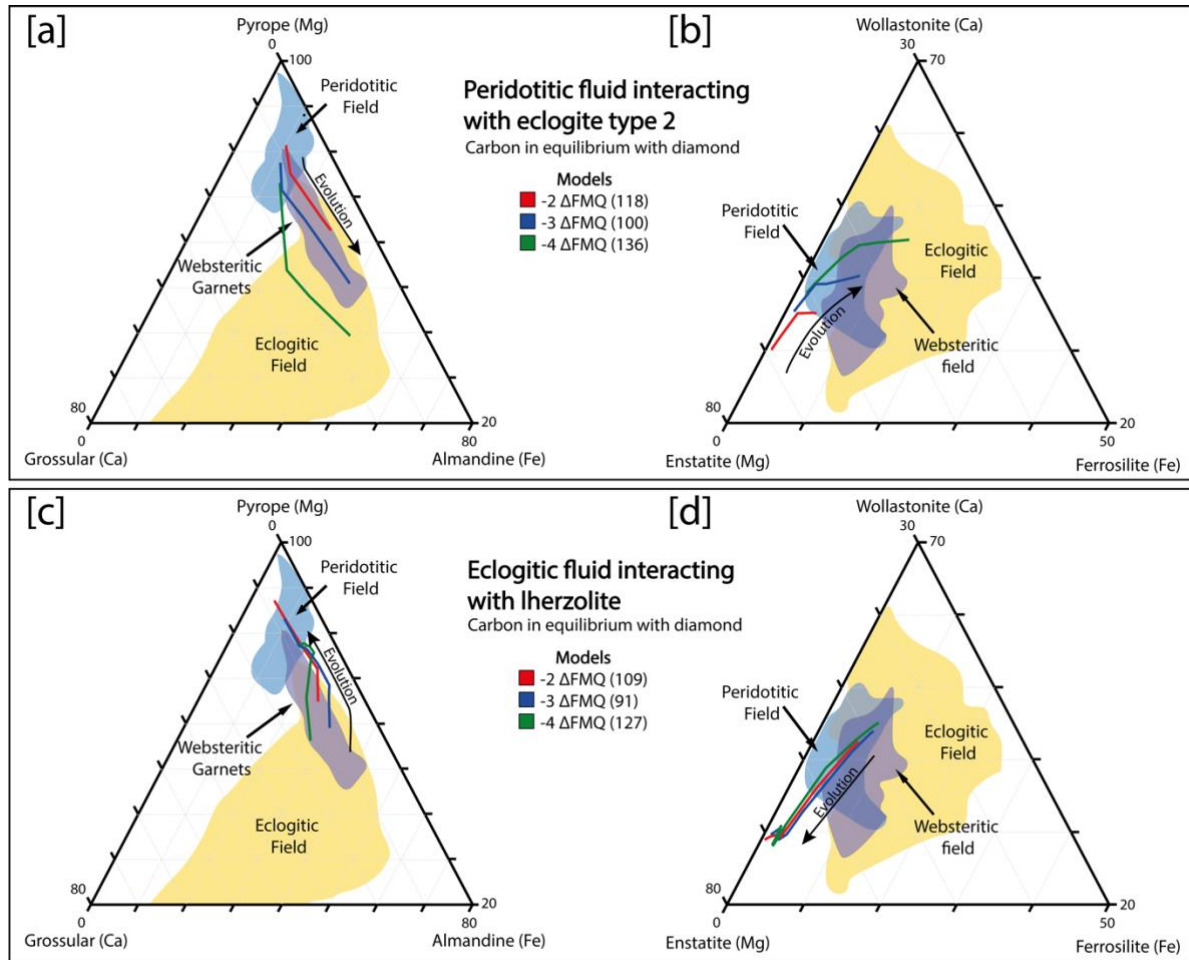 [a]
Pyrope (Mg)
0
100
Peridotitic
Field
Evolution
Websteritic
Garnets
Eclogitic
Field
80
20
0
80
Grossular (Ca)
Almandine (Fe)
Peridotitic fluid interacting
with eclogite type 2
Carbon in equilibrium with diamond
Models
-2 ΔFMQ (118)
-3 ΔFMQ (100)
-4 ΔFMQ (136)
[b]
Wollastonite (Ca)
30
70
Peridotitic
Field
Eclogitic
Field
Evolution
Websteritic
field
80
20
0
50
Enstatite (Mg)
Ferrosilite (Fe)
[c]
Pyrope (Mg)
0
100
Peridotitic
Field
Evolution
Websteritic
Garnets
Eclogitic
Field
80
20
0
80
Grossular (Ca)
Almandine (Fe)
Eclogitic fluid interacting
with lherzolite
Carbon in equilibrium with diamond
Models
-2 ΔFMQ (109)
-3 ΔFMQ (91)
-4 ΔFMQ (127)
[d]
Wollastonite (Ca)
30
70
Peridotitic
Field
Eclogitic
Field
Evolution
Websteritic
field
80
20
0
50
Enstatite (Mg)
Ferrosilite (Fe)